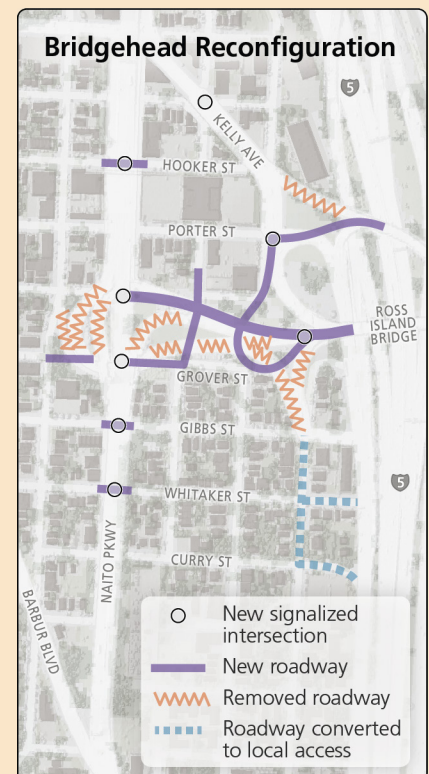 Bridgehead Reconfiguration
5
KELLY AVE
HOOKER ST
PORTER ST
ROSS
ISLAND
BRIDGE
GROVER ST
GIBBS ST
5
WHITAKER ST
NAITO PKWY
CURRY ST
BARBUR BLVD
New signalized
intersection
New roadway
Removed roadway
Roadway converted
to local access